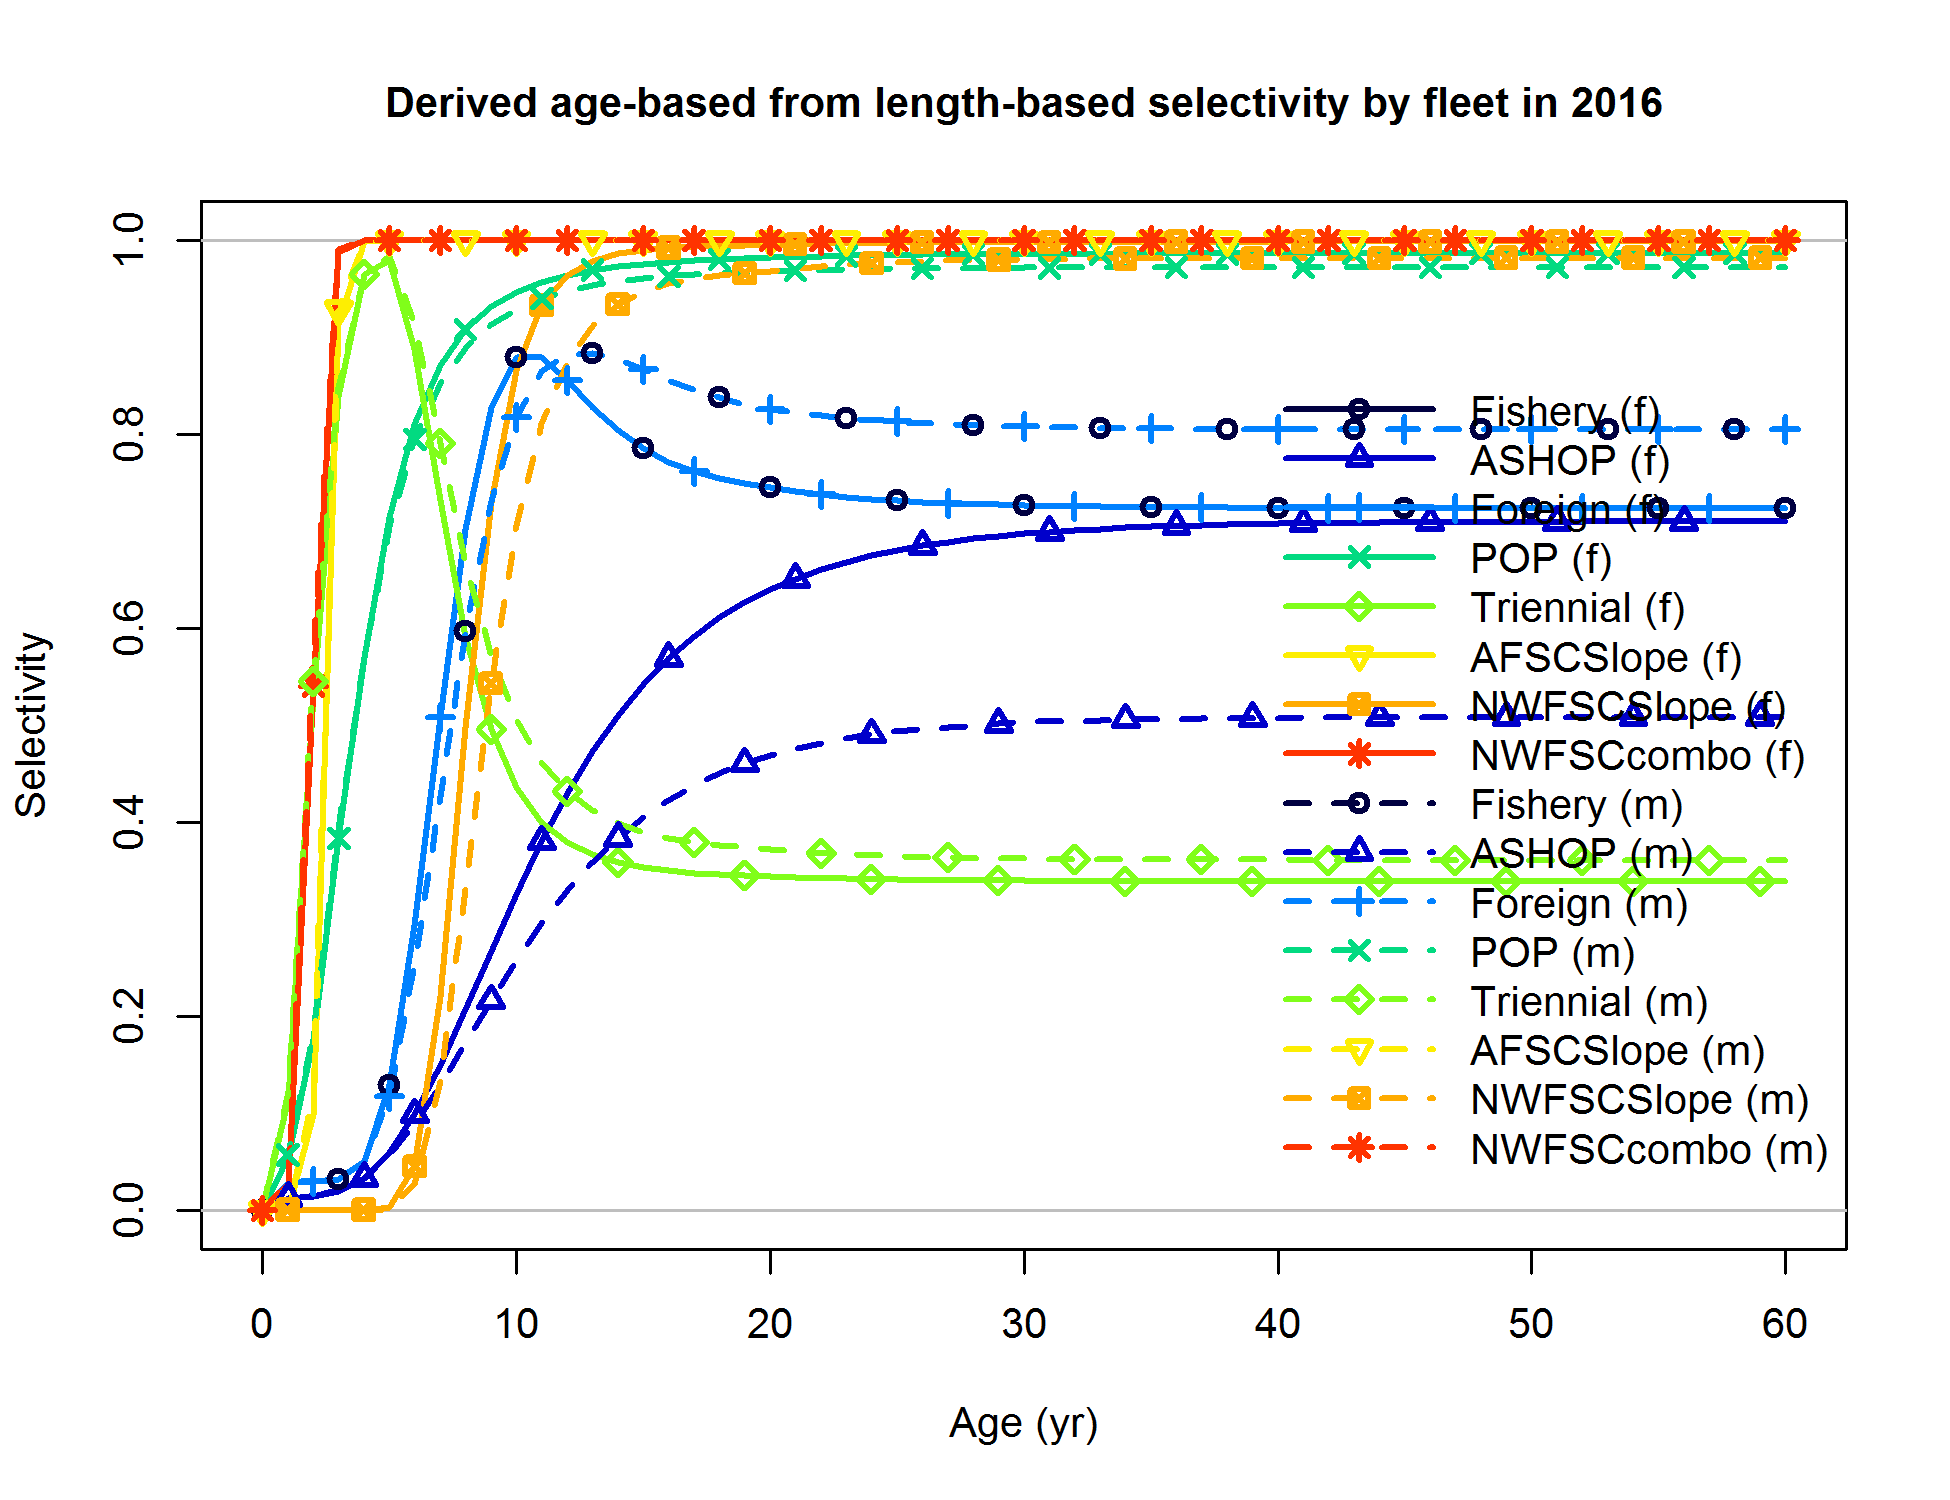 Derived age-based from length-based selectivity by fleet in 2016
Selectivity
1.0
0.8
0.6
0.4
0.2
0.0
Fishery (f)
ASHOP (f)
Foreign (f)
POP (f)
Triennial (f)
AFSCSlope (f)
NWFSCSlope (f)
NWFSCcombo (f)
Fishery (m)
ASHOP (m)
Foreign (m)
POP (m)
Triennial (m)
AFSCSlope (m)
NWFSCSlope (m)
NWFSCcombo (m)
0 10 20 30 40 50 60
Age (yr)